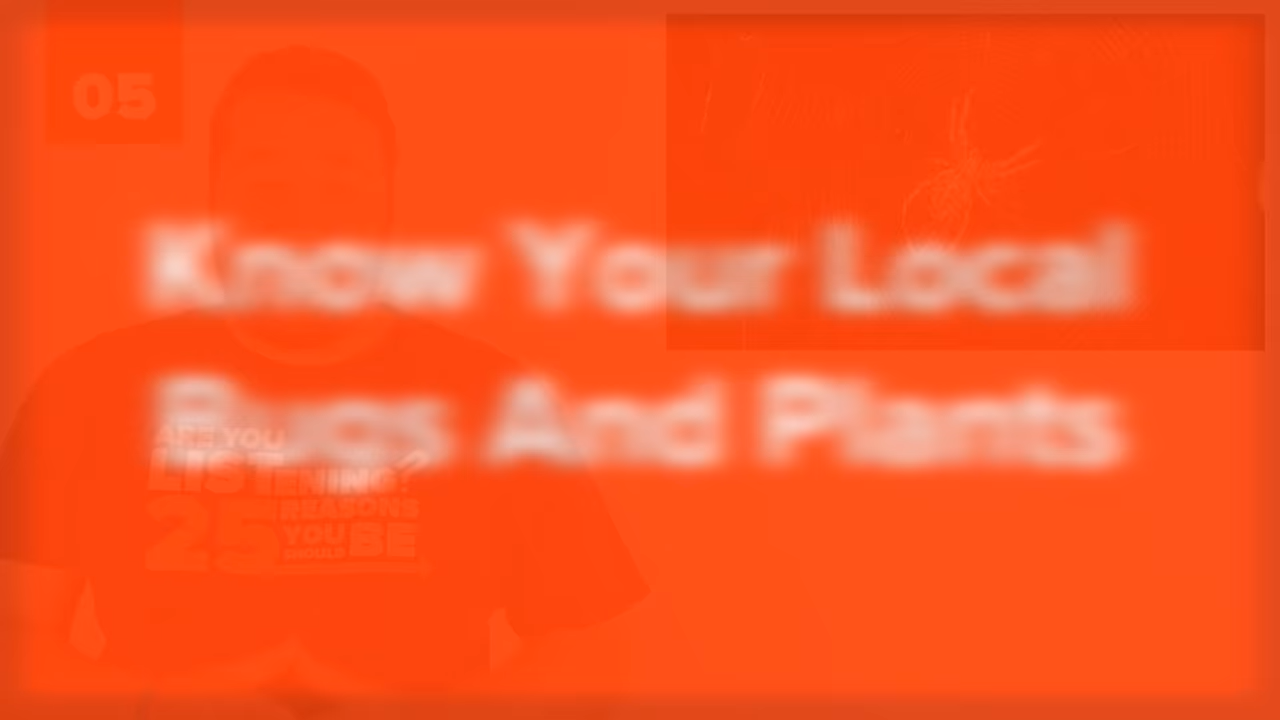 05
Know Your Local
Bugs And Plants
ARE YOU
LISTENING?
25 REASONS
YOU
SHOULD BE